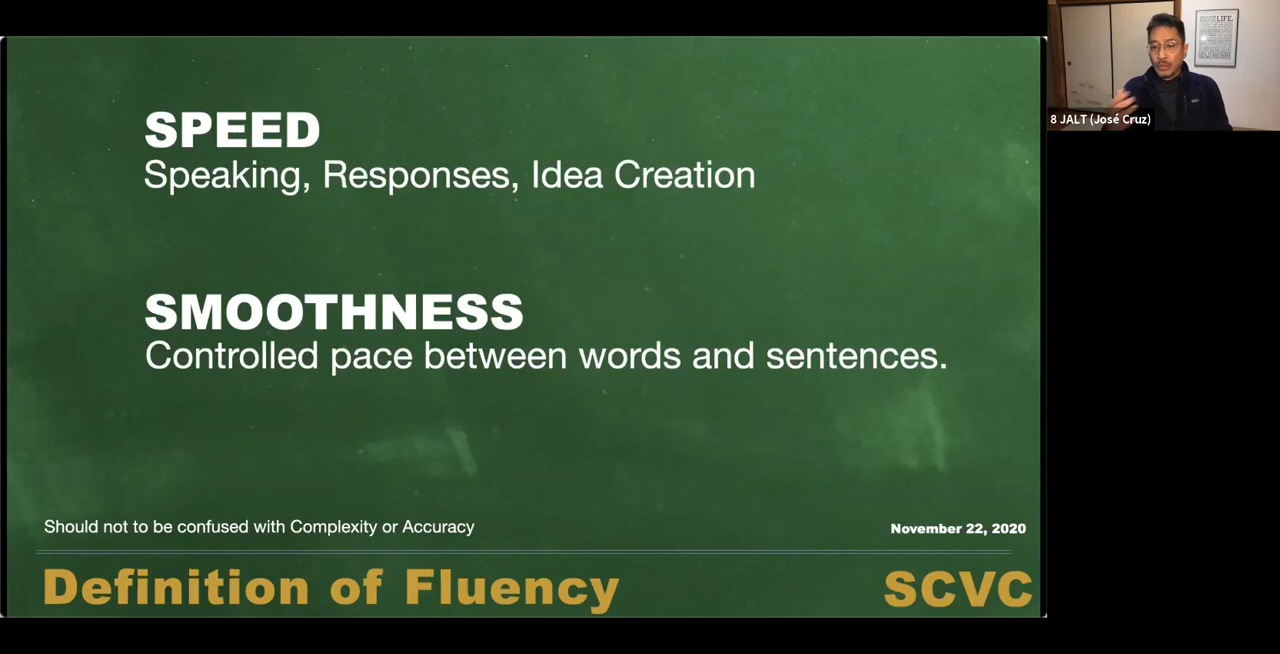 SPEED
Speaking, Responses, Idea Creation
SMOOTHNESS
Controlled pace between words and sentences.
Should not to be confused with Complexity or Accuracy
November 22, 2020
Definition of Fluency
SCVC
LIFE.
8 JALT (José Cruz)